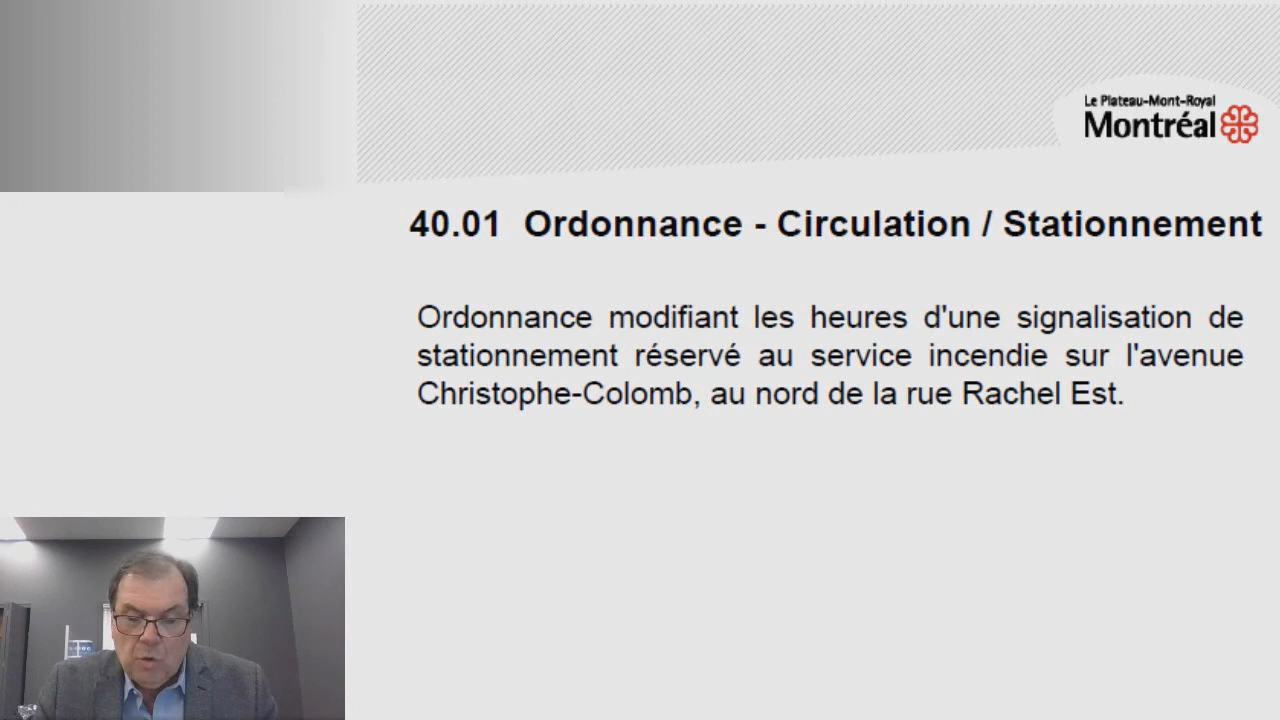 Le Plateau-Mont-Royal
Montréal
40.01 Ordonnance - Circulation / Stationnement
Ordonnance modifiant les heures d'une signalisation de
stationnement réservé au service incendie sur l'avenue
Christophe-Colomb, au nord de la rue Rachel Est.